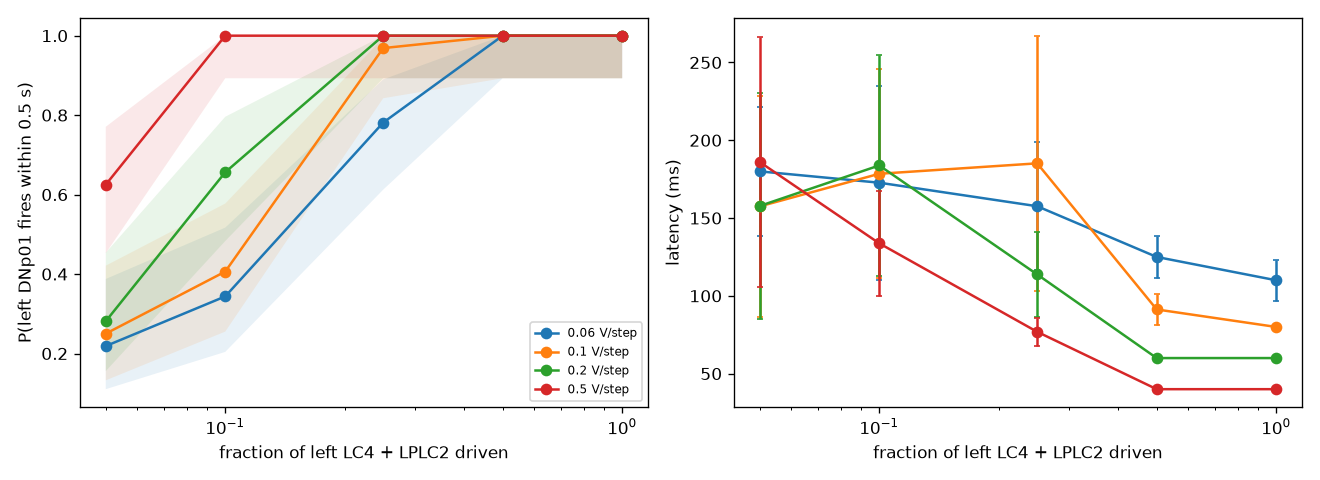 P(left DNp01 fires within 0.5 s)
1.0
0.8
0.6
0.4
0.2
10⁻¹
10⁰
fraction of left LC4 + LPLC2 driven
0.06 V/step
0.1 V/step
0.2 V/step
0.5 V/step
latency (ms)
250
200
150
100
50
10⁻¹
10⁰
fraction of left LC4 + LPLC2 driven